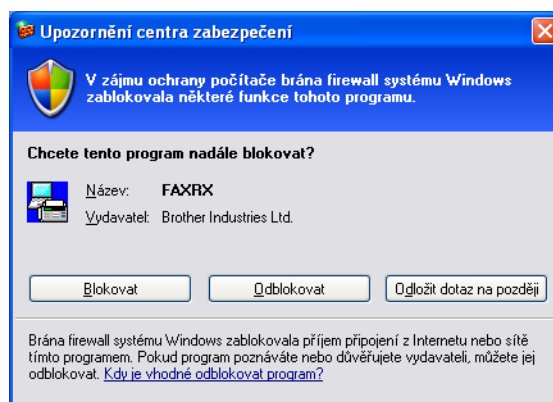 Upozornění centra zabezpečení
V zájmu ochrany počítače brána firewall systému Windows
zablokovala některé funkce tohoto programu.
Chcete tento program nadále blokovat?
Název: FAXRX
Vydavatel: Brother Industries Ltd.
Blokovat Odblokovat Odložit dotaz na později
Brána firewall systému Windows zablokovala příjem připojení z Internetu nebo sítě
tímto programem. Pokud program poznáváte nebo důvěřujete vydavateli, můžete jej
odblokovat. Kdy je vhodné odblokovat program?